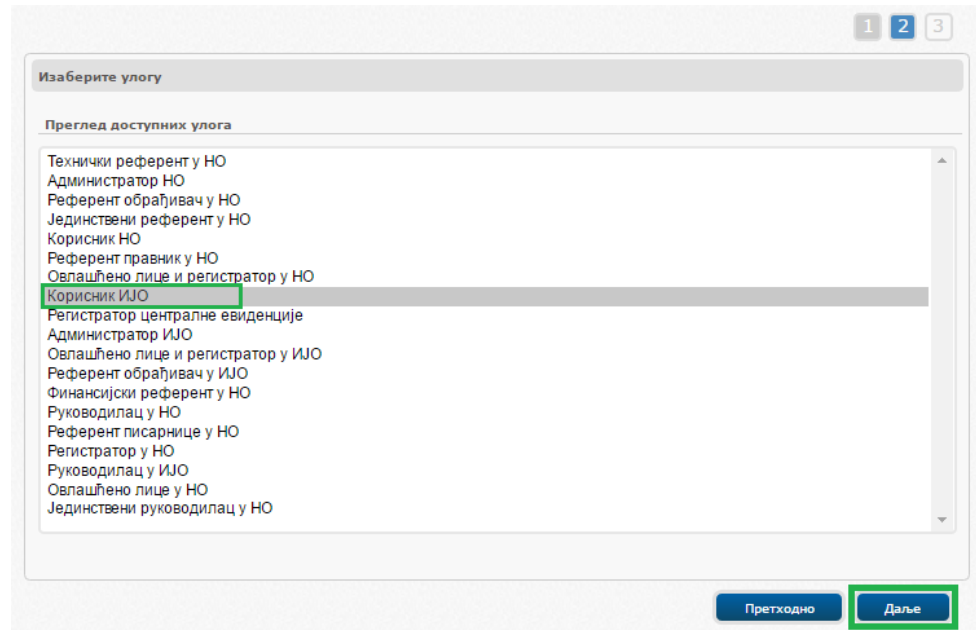 1 2 3
Изаберите улогу
Преглед доступних улога
Технички референт у НО
Администратор НО
Референт обрађивач у НО
Јединствени референт у НО
Корисник НО
Референт правник у НО
Овлашћено лице и регистратор у НО
Корисник ИЈО
Регистратор централне евиденције
Администратор ИЈО
Овлашћено лице и регистратор у ИЈО
Референт обрађивач у ИЈО
Финансијски референт у НО
Руководилац у НО
Референт писарнице у НО
Регистратор у НО
Руководилац у ИЈО
Овлашћено лице у НО
Јединствени руководилац у НО
Претходно Даље